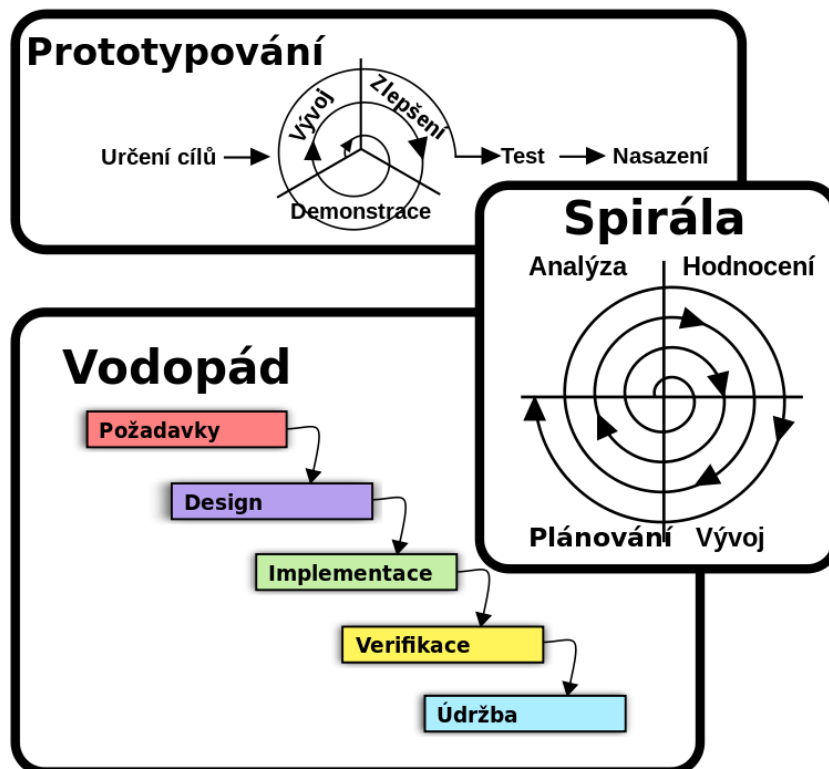 Prototypování
Vývoj
Zlepšení
Určení cílů
Test
Nasazení
Demonstrace
Spirála
Analýza
Hodnocení
Plánování
Vývoj
Vodopád
Požadavky
Design
Implementace
Verifikace
Údržba